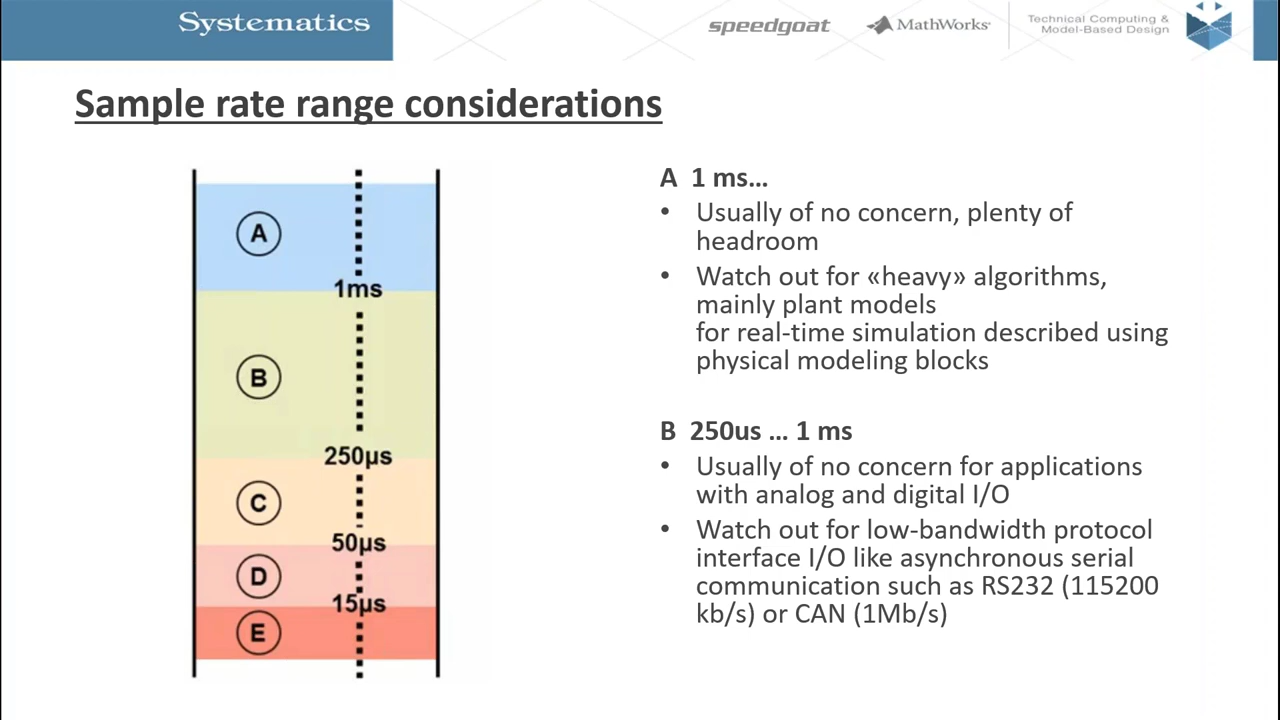 Systematics
speedgoat
MathWorks
Technical Computing &
Model-Based Design
Sample rate range considerations
A
1ms
B
250µs
C
50µs
D
15µs
E
A 1 ms…
• Usually of no concern, plenty of
headroom
• Watch out for «heavy» algorithms,
mainly plant models
for real-time simulation described using
physical modeling blocks
B 250us … 1 ms
• Usually of no concern for applications
with analog and digital I/O
• Watch out for low-bandwidth protocol
interface I/O like asynchronous serial
communication such as RS232 (115200
kb/s) or CAN (1Mb/s)